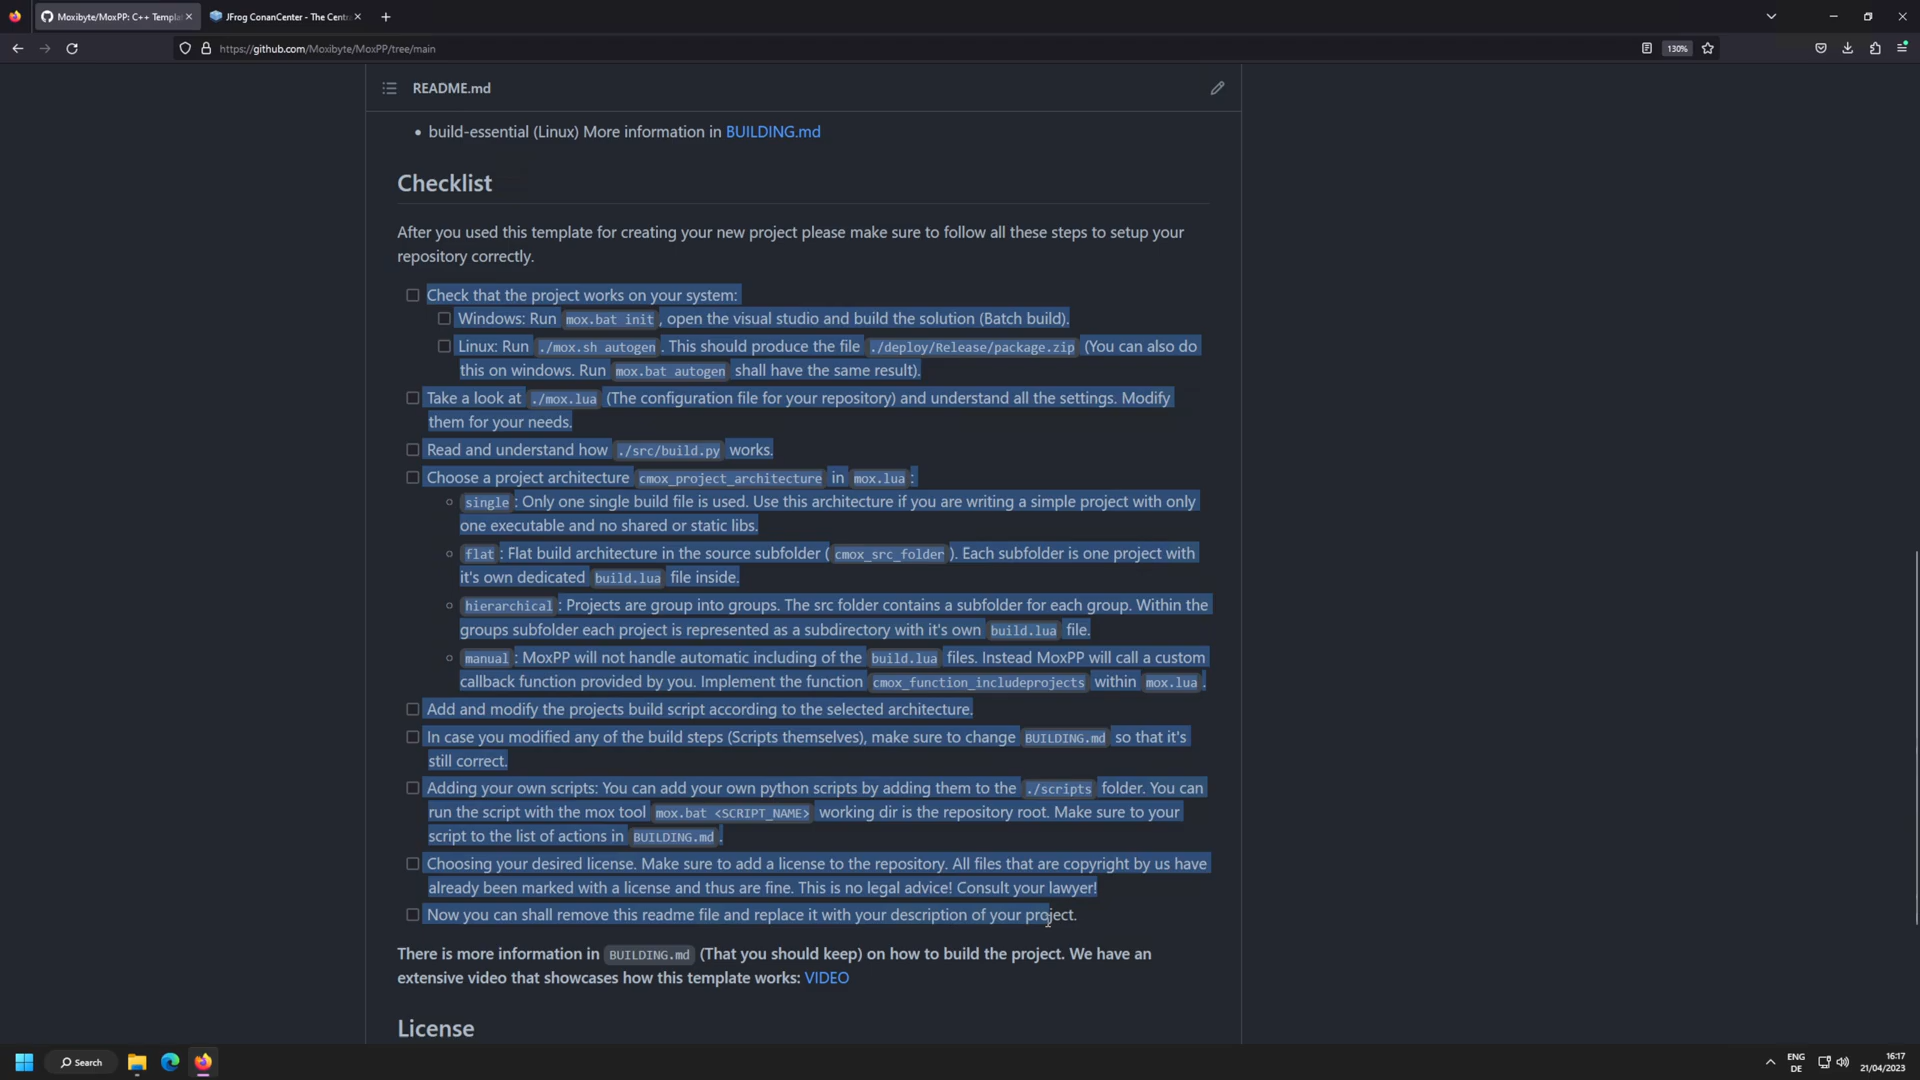 Moxibyte/MoxPP: C++ Templa
JFrog ConanCenter - The Centra
https://github.com/Moxibyte/MoxPP/tree/main
130%
README.md
build-essential (Linux) More information in BUILDING.md
Checklist
After you used this template for creating your new project please make sure to follow all these steps to setup your
repository correctly.
Check that the project works on your system:
Windows: Run mox.bat init , open the visual studio and build the solution (Batch build).
Linux: Run ./mox.sh autogen . This should produce the file ./deploy/Release/package.zip (You can also do
this on windows. Run mox.bat autogen shall have the same result).
Take a look at ./mox.lua (The configuration file for your repository) and understand all the settings. Modify
them for your needs.
Read and understand how ./src/build.py works.
Choose a project architecture cmox_project_architecture in mox.lua :
single : Only one single build file is used. Use this architecture if you are writing a simple project with only
one executable and no shared or static libs.
flat : Flat build architecture in the source subfolder ( cmox_src_folder ). Each subfolder is one project with
it's own dedicated build.lua file inside.
hierarchical : Projects are group into groups. The src folder contains a subfolder for each group. Within the
groups subfolder each project is represented as a subdirectory with it's own build.lua file.
manual : MoxPP will not handle automatic including of the build.lua files. Instead MoxPP will call a custom
callback function provided by you. Implement the function cmox_function_includeprojects within mox.lua .
Add and modify the projects build script according to the selected architecture.
In case you modified any of the build steps (Scripts themselves), make sure to change BUILDING.md so that it's
still correct.
Adding your own scripts: You can add your own python scripts by adding them to the ./scripts folder. You can
run the script with the mox tool mox.bat <SCRIPT_NAME> working dir is the repository root. Make sure to your
script to the list of actions in BUILDING.md .
Choosing your desired license. Make sure to add a license to the repository. All files that are copyright by us have
already been marked with a license and thus are fine. This is no legal advice! Consult your lawyer!
Now you can shall remove this readme file and replace it with your description of your project.
There is more information in BUILDING.md (That you should keep) on how to build the project. We have an
extensive video that showcases how this template works: VIDEO
License
Search
ENG
DE
16:17
21/04/2023